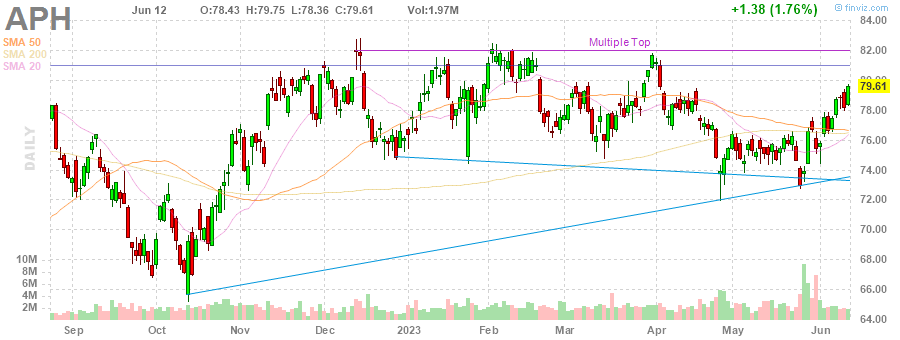 APH Jun 12 O:78.43 H:79.75 L:78.36 C:79.61 Vol:1.97M +1.38 (1.76%) © finviz.com
SMA 50
SMA 200
SMA 20
Multiple Top
DAILY
84.00
82.00
80.00
79.61
78.00
76.00
74.00
72.00
70.00
68.00
66.00
64.00
10M
8M
6M
4M
2M
Sep Oct Nov Dec 2023 Feb Mar Apr May Jun